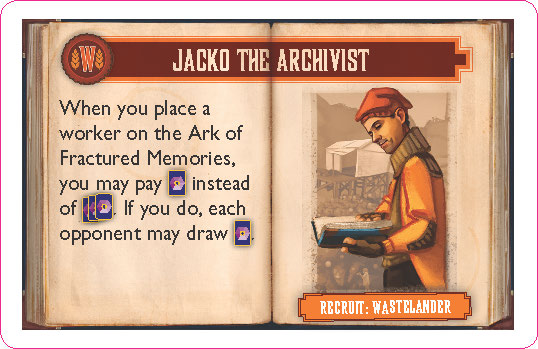 W
JACKO THE ARCHIVIST
When you place a
worker on the Ark of
Fractured Memories,
you may pay instead
of . If you do, each
opponent may draw .
RECRUIT: WASTELANDER